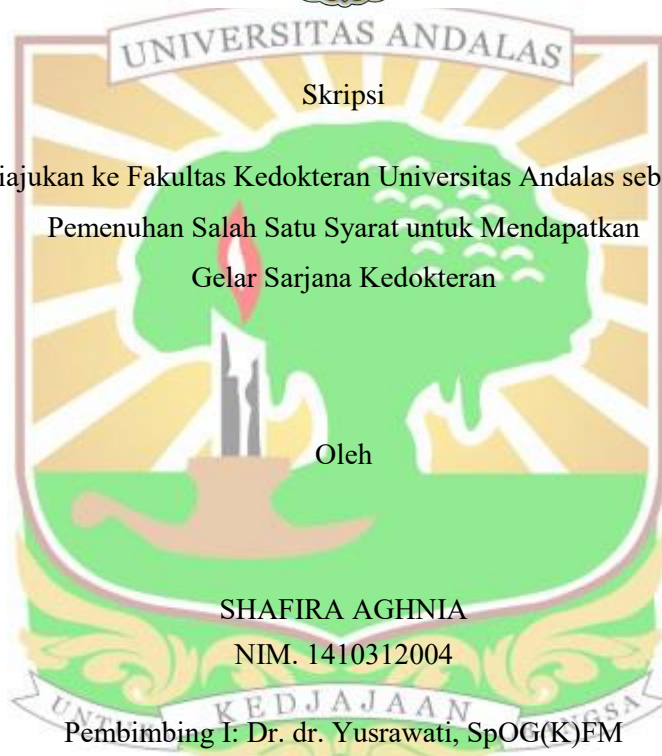 UNIVERSITAS ANDALAS
Skripsi
iajukan ke Fakultas Kedokteran Universitas Andalas seb
Pemenuhan Salah Satu Syarat untuk Mendapatkan
Gelar Sarjana Kedokteran
Oleh
SHAFIRA AGHNIA
NIM. 1410312004
KEDJAJAAN
Pembimbing I: Dr. dr. Yusrawati, SpOG(K)FM